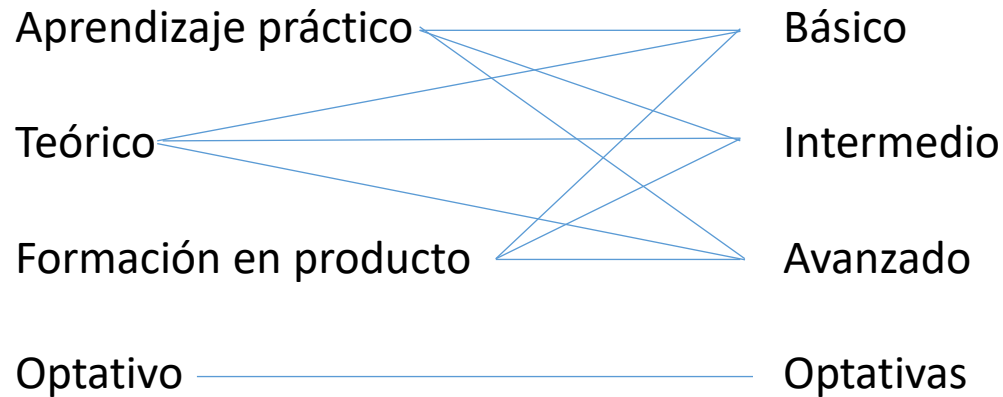 Aprendizaje práctico Básico
Teórico Intermedio
Formación en producto Avanzado
Optativo Optativas